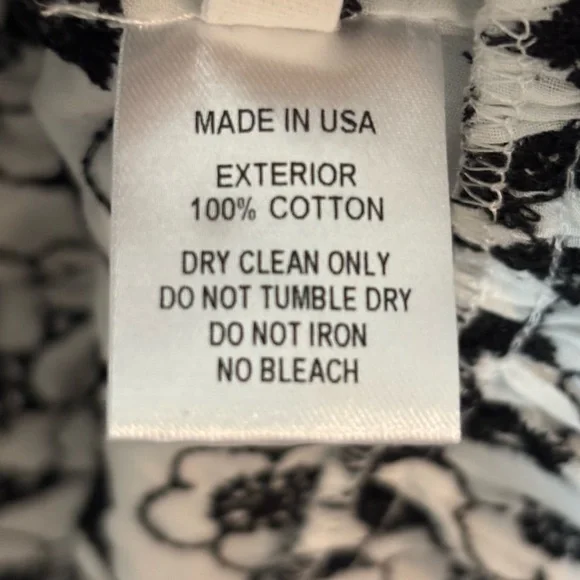 MADE IN USA
EXTERIOR
100% COTTON
DRY CLEAN ONLY
DO NOT TUMBLE DRY
DO NOT IRON
NO BLEACH